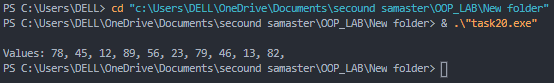 PS C:\Users\DELL> cd "c:\Users\DELL\OneDrive\Documents\secound samaster\OOP_LAB\New folder"
PS C:\Users\DELL\OneDrive\Documents\secound samaster\OOP_LAB\New folder> & .\"task20.exe"
Values: 78, 45, 12, 89, 56, 23, 79, 46, 13, 82,
PS C:\Users\DELL\OneDrive\Documents\secound samaster\OOP_LAB\New folder>